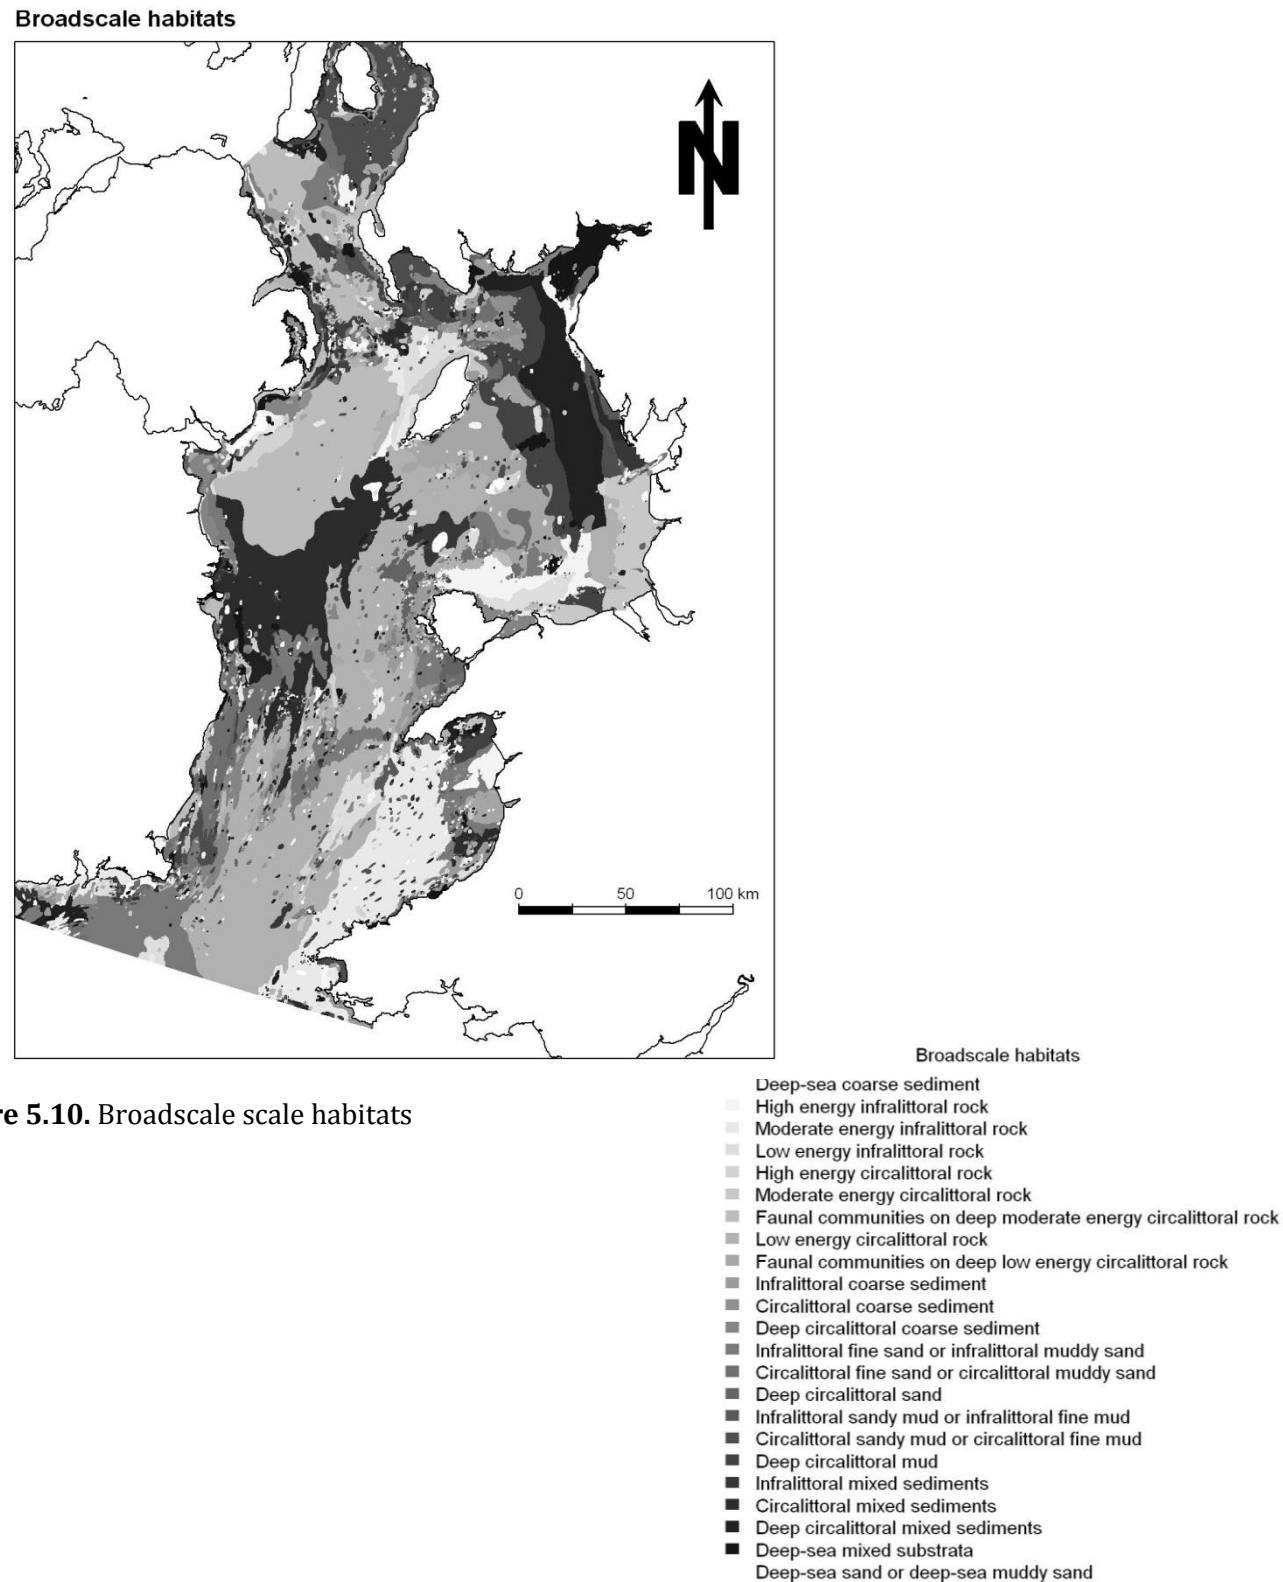 Broadscale habitats
N
0 50 100 km
Broadscale habitats
Deep-sea coarse sediment
re 5.10. Broadscale scale habitats
High energy infralittoral rock
Moderate energy infralittoral rock
Low energy infralittoral rock
High energy circalittoral rock
Moderate energy circalittoral rock
Faunal communities on deep moderate energy circalittoral rock
Low energy circalittoral rock
Faunal communities on deep low energy circalittoral rock
Infralittoral coarse sediment
Circalittoral coarse sediment
Deep circalittoral coarse sediment
Infralittoral fine sand or infralittoral muddy sand
Circalittoral fine sand or circalittoral muddy sand
Deep circalittoral sand
Infralittoral sandy mud or infralittoral fine mud
Circalittoral sandy mud or circalittoral fine mud
Deep circalittoral mud
Infralittoral mixed sediments
Circalittoral mixed sediments
Deep circalittoral mixed sediments
Deep-sea mixed substrata
Deep-sea sand or deep-sea muddy sand